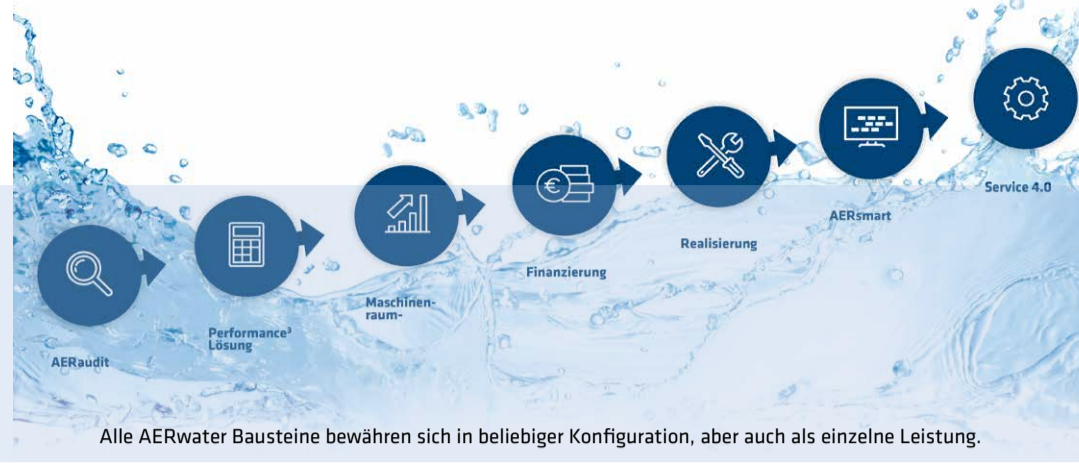 AERaudit
Performance³
Lösung
Maschinen-
raum-
Finanzierung
Realisierung
AERsmart
Service 4.0
Alle AERwater Bausteine bewähren sich in beliebiger Konfiguration, aber auch als einzelne Leistung.